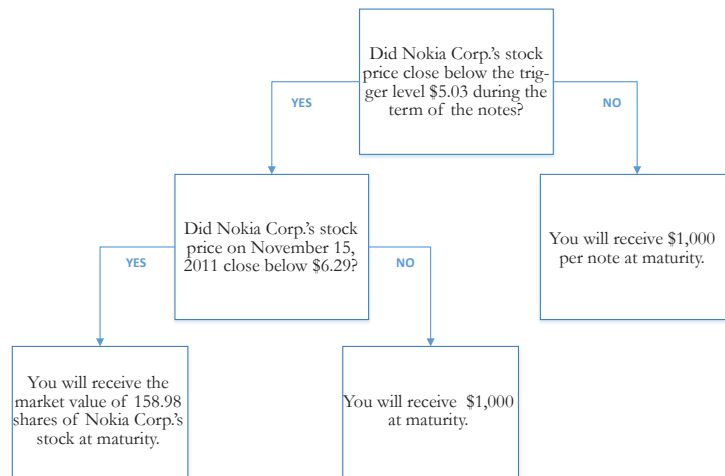 Did Nokia Corp.'s stock
price close below the trig-
ger level $5.03 during the
term of the notes?
YES
NO
Did Nokia Corp.'s stock
price on November 15,
2011 close below $6.29?
You will receive $1,000
per note at maturity.
YES
NO
You will receive the
market value of 158.98
shares of Nokia Corp.'s
stock at maturity.
You will receive $1,000
at maturity.